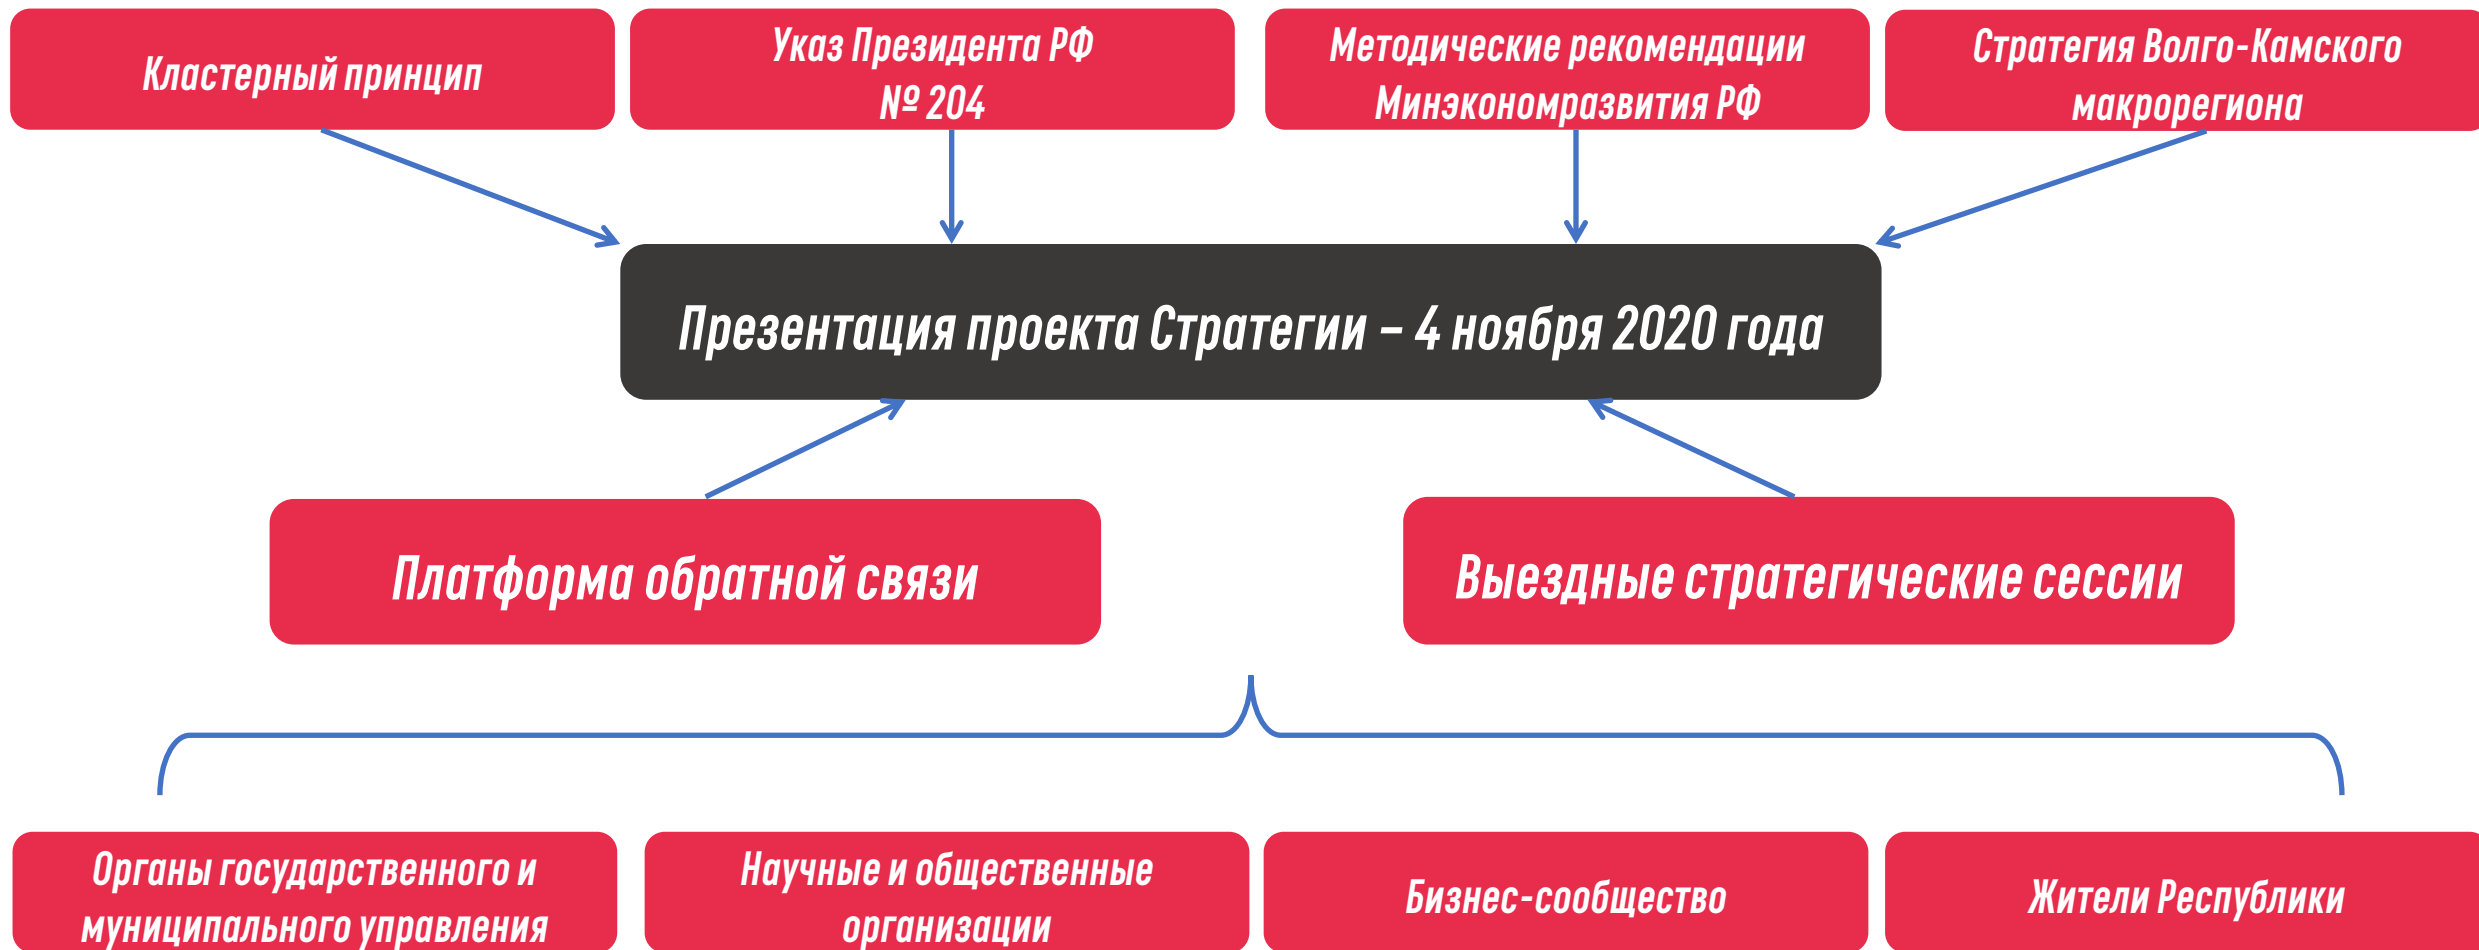 Кластерный принцип
Указ Президента РФ
№ 204
Методические рекомендации
Минэкономразвития РФ
Стратегия Волго-Камского
макрорегиона
Презентация проекта Стратегии – 4 ноября 2020 года
Платформа обратной связи
Выездные стратегические сессии
Органы государственного и
муниципального управления
Научные и общественные
организации
Бизнес-сообщество
Жители Республики